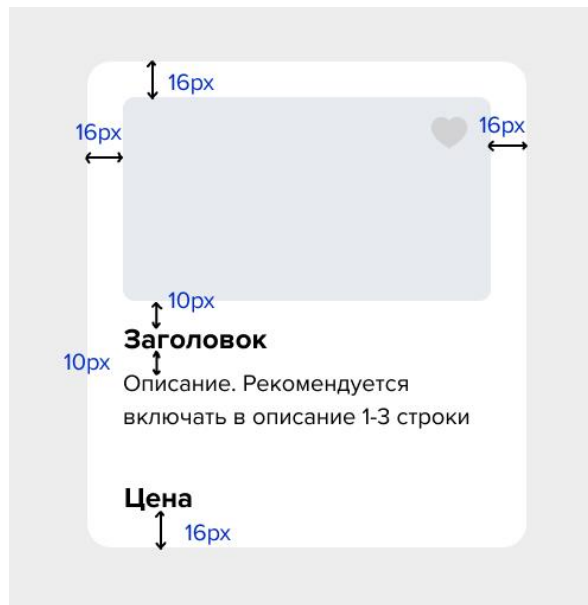 16px
16px
16px
10px
Заголовок
10px
Описание. Рекомендуется
включать в описание 1-3 строки
Цена
16px